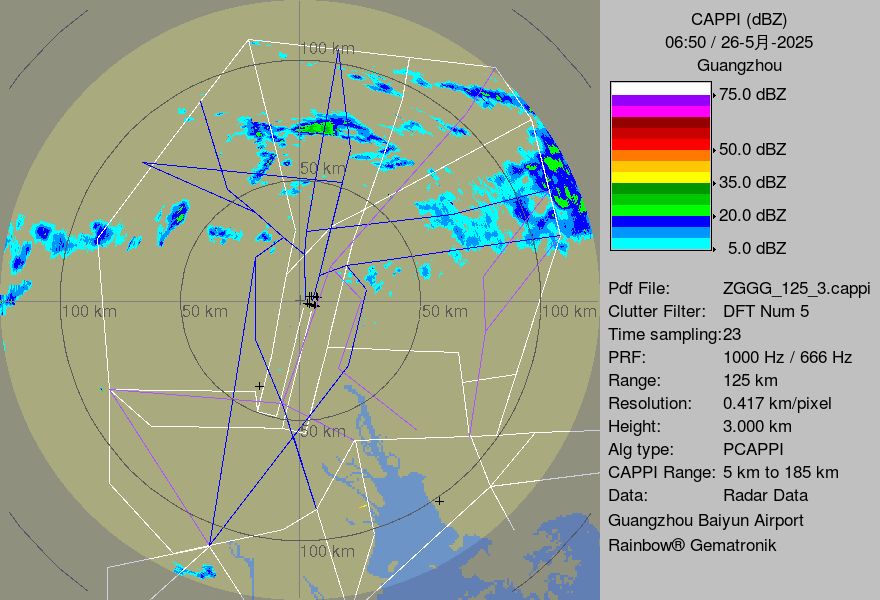 CAPPI (dBZ)
06:50 / 26-5月-2025
Guangzhou
75.0 dBZ
50.0 dBZ
35.0 dBZ
20.0 dBZ
5.0 dBZ
Pdf File: ZGGG_125_3.cappi
Clutter Filter: DFT Num 5
Time sampling:23
PRF: 1000 Hz / 666 Hz
Range: 125 km
Resolution: 0.417 km/pixel
Height: 3.000 km
Alg type: PCAPPI
CAPPI Range: 5 km to 185 km
Data: Radar Data
Guangzhou Baiyun Airport
Rainbow® Gematronik
100 km
50 km
100 km
50 km
50 km
100 km
50 km
100 km